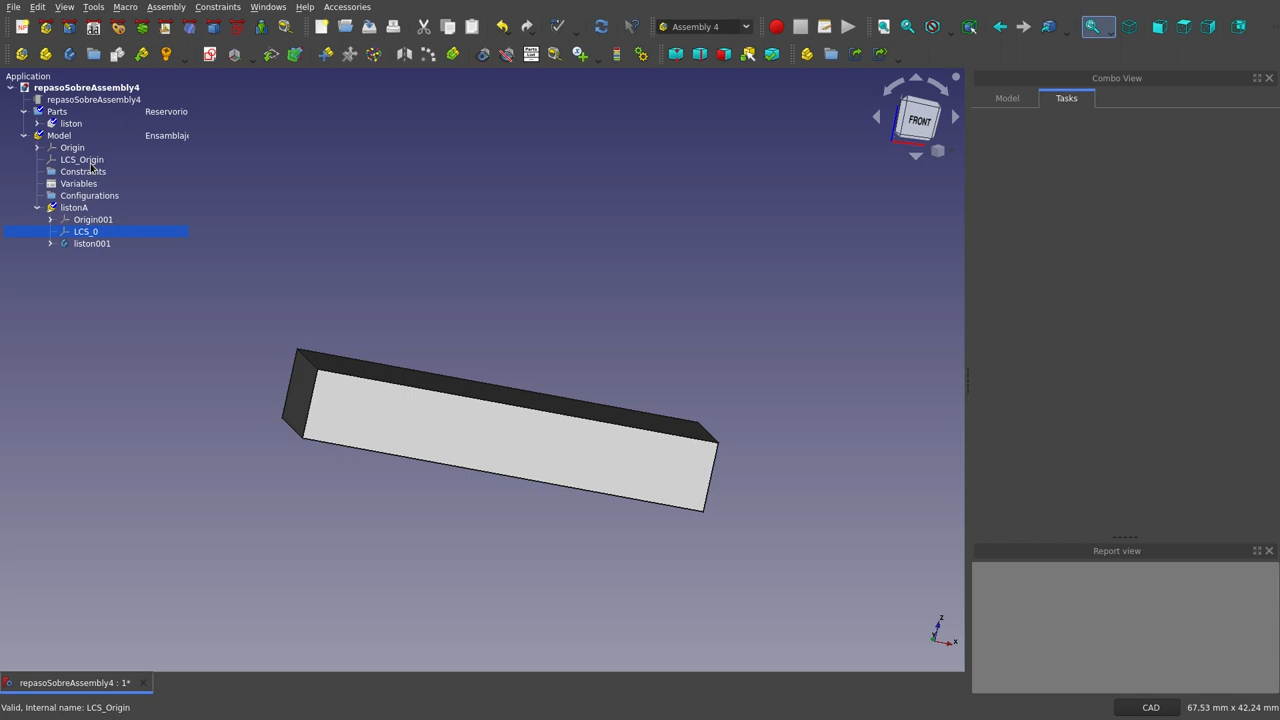 File Edit View Tools Macro Assembly Constraints Windows Help Accessories
Assembly 4
Application
repasoSobreAssembly4
repasoSobreAssembly4
Parts Reservorio
liston
Model Ensamblaje
Origin
LCS_Origin
Constraints
Variables
Configurations
listonA
Origin001
LCS_0
liston001
FRONT
z
x
Combo View
Model Tasks
Report view
repasoSobreAssembly4 : 1*
Valid, Internal name: LCS_Origin
CAD 67,53 mm x 42,24 mm